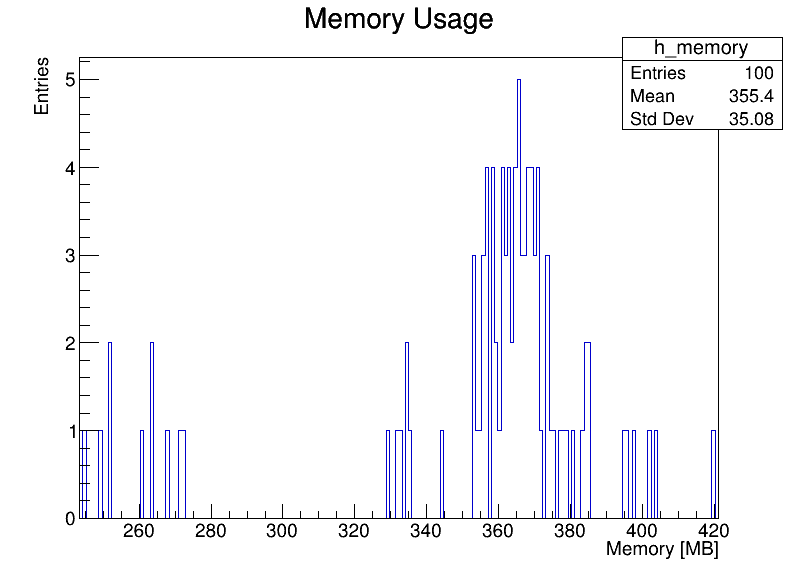 Memory Usage
h_memory
Entries 100
Mean 355.4
Std Dev 35.08
Entries
5
4
3
2
1
0
260 280 300 320 340 360 380 400 420
Memory [MB]